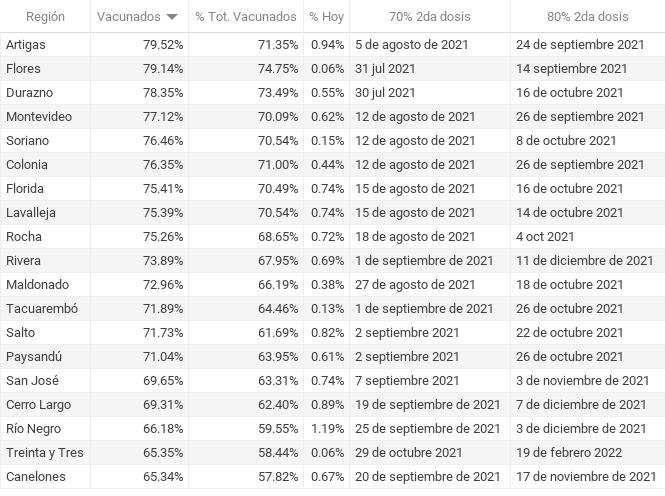 Región Vacunados % Tot. Vacunados % Hoy 70% 2da dosis 80% 2da dosis
Artigas 79.52% 71.35% 0.94% 5 de agosto de 2021 24 de septiembre 2021
Flores 79.14% 74.75% 0.06% 31 jul 2021 14 septiembre 2021
Durazno 78.35% 73.49% 0.55% 30 jul 2021 16 de octubre 2021
Montevideo 77.12% 70.09% 0.62% 12 de agosto de 2021 26 de septiembre 2021
Soriano 76.46% 70.54% 0.15% 12 de agosto de 2021 8 de octubre 2021
Colonia 76.35% 71.00% 0.44% 12 de agosto de 2021 26 de septiembre 2021
Florida 75.41% 70.49% 0.74% 15 de agosto de 2021 16 de octubre 2021
Lavalleja 75.39% 70.54% 0.74% 15 de agosto de 2021 14 de octubre 2021
Rocha 75.26% 68.65% 0.72% 18 de agosto de 2021 4 oct 2021
Rivera 73.89% 67.95% 0.69% 1 de septiembre de 2021 11 de diciembre de 2021
Maldonado 72.96% 66.19% 0.38% 27 de agosto de 2021 18 de octubre 2021
Tacuarembó 71.89% 64.46% 0.13% 1 de septiembre de 2021 26 de octubre 2021
Salto 71.73% 61.69% 0.82% 2 septiembre 2021 22 de octubre 2021
Paysandú 71.04% 63.95% 0.61% 2 septiembre 2021 26 de octubre 2021
San José 69.65% 63.31% 0.74% 7 septiembre 2021 3 de noviembre de 2021
Cerro Largo 69.31% 62.40% 0.89% 19 de septiembre de 2021 7 de diciembre de 2021
Río Negro 66.18% 59.55% 1.19% 25 de septiembre de 2021 3 de diciembre de 2021
Treinta y Tres 65.35% 58.44% 0.06% 29 de octubre 2021 19 de febrero 2022
Canelones 65.34% 57.82% 0.67% 20 de septiembre de 2021 17 de noviembre de 2021